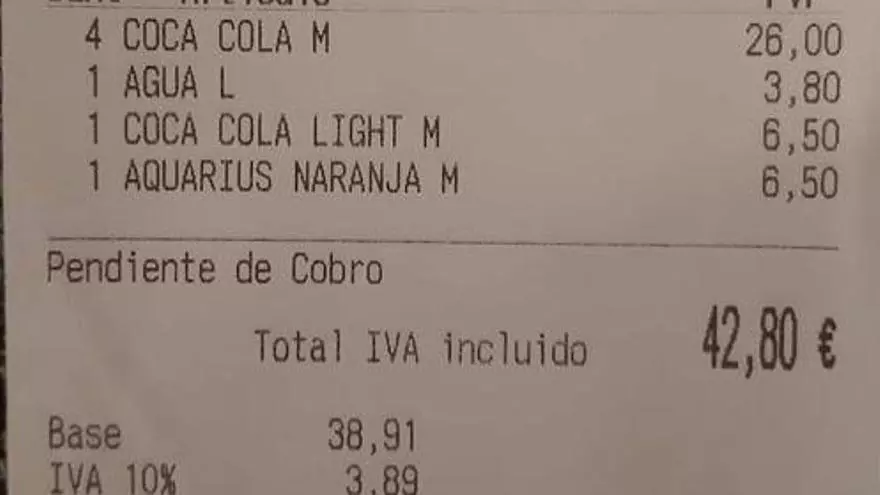 4 COCA COLA M 26,00
1 AGUA L 3,80
1 COCA COLA LIGHT M 6,50
1 AQUARIUS NARANJA M 6,50
Pendiente de Cobro
Total IVA incluido 42,80 €
Base 38,91
IVA 10% 3,89